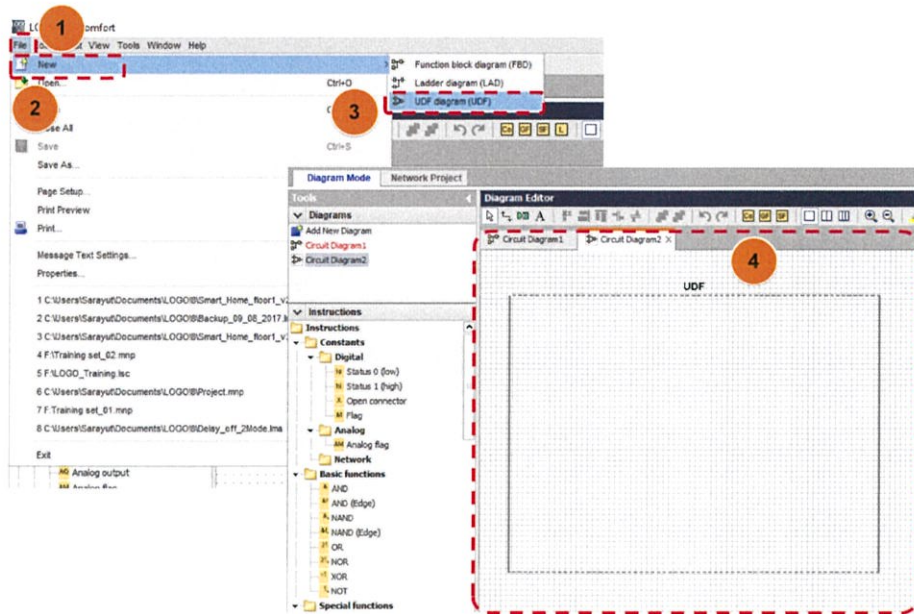 1
Comfort
File View Tools Window Help
New
Function block diagram (FBD)
Open... Ctrl+O
Ladder diagram (LAD)
2
3
UDF diagram (UDF)
Close All
Save Ctrl+S
Save As...
Page Setup...
Print Preview
Print...
Message Text Settings...
Properties...
1 C:\Users\Sarayut\Documents\LOGO!8\Smart_Home_floor1_v
2 C:\Users\Sarayut\Documents\LOGO!8\Backup_09_08_2017.l
3 C:\Users\Sarayut\Documents\LOGO!8\Smart_Home_floor1_v
4 F:\Training set_02.mnp
5 F:\LOGO_Training.lsc
6 C:\Users\Sarayut\Documents\LOGO!8\Project.mnp
7 F:Training set_01.mnp
8 C:\Users\Sarayut\Documents\LOGO!8\Delay_off_2Mode.lma
Exit
Analog output
Analog flag
Diagram Mode Network Project
Tools
Diagrams
Add New Diagram
Circuit Diagram1
Circuit Diagram2
Instructions
Instructions
Constants
Digital
Status 0 (low)
Status 1 (high)
Open connector
Flag
Analog
Analog flag
Network
Basic functions
AND
AND (Edge)
NAND
NAND (Edge)
OR
NOR
XOR
NOT
Special functions
Diagram Editor
Circuit Diagram1 Circuit Diagram2
4
UDF